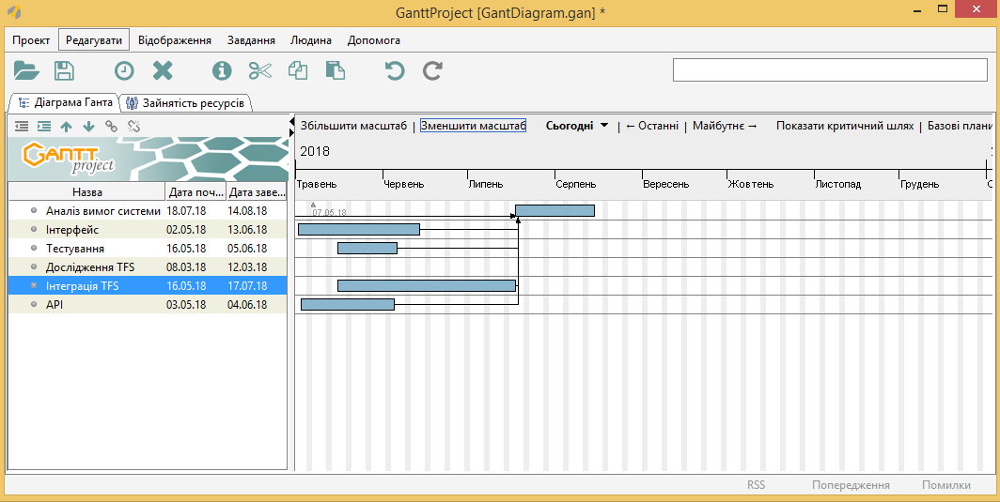 GanttProject [GantDiagram.gan] *
Проект Редагувати Відображення Завдання Людина Допомога
Діаграма Ганта Зайнятість ресурсів
Збільшити масштаб | Зменшити масштаб Сьогодні | ← Останні | Майбутнє → Показати критичний шлях | Базові плани
GANTT project
2018
Назва Дата поч... Дата заве...
Травень Червень Липень Серпень Вересень Жовтень Листопад Грудень
Аналіз вимог системи 18.07.18 14.08.18
07.05.18
Інтерфейс 02.05.18 13.06.18
Тестування 16.05.18 05.06.18
Дослідження TFS 08.03.18 12.03.18
Інтеграція TFS 16.05.18 17.07.18
API 03.05.18 04.06.18
RSS Попередження Помилки